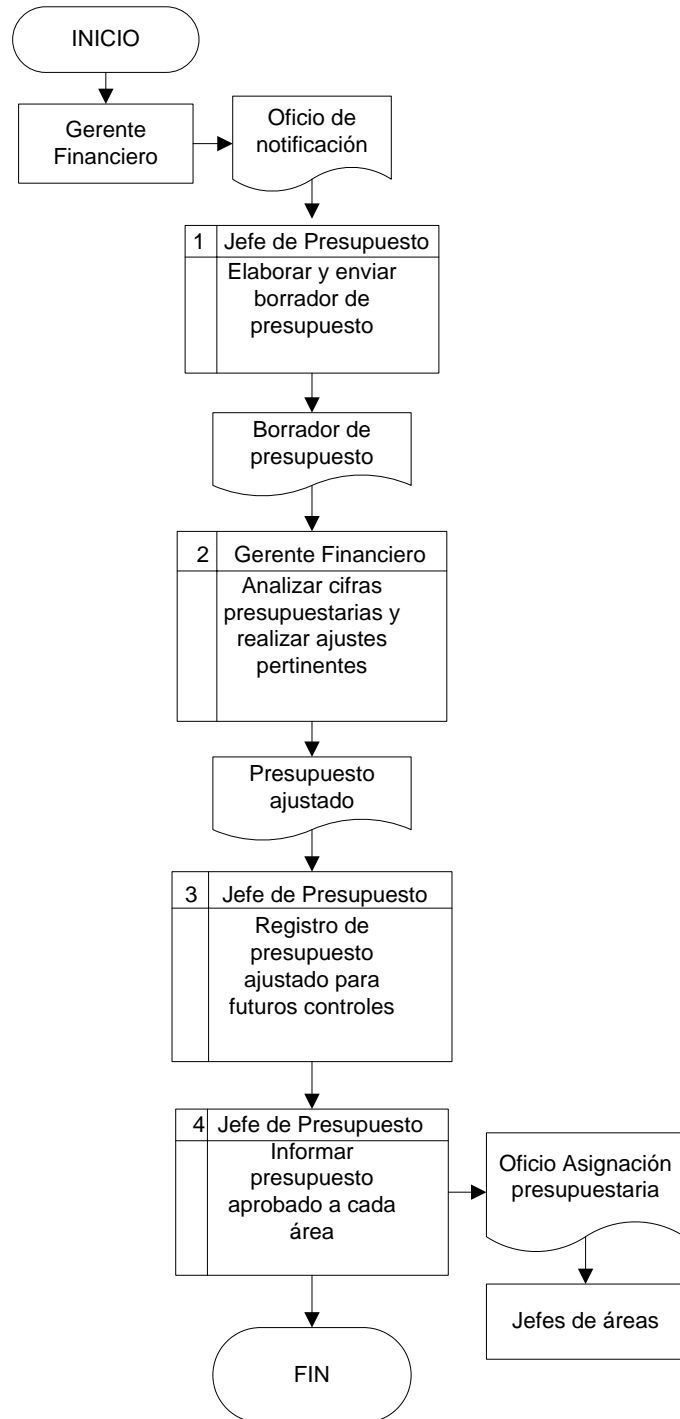 INICIO
Gerente
Financiero
Oficio de
notificación
1 Jefe de Presupuesto
Elaborar y enviar
borrador de
presupuesto
Borrador de
presupuesto
2 Gerente Financiero
Analizar cifras
presupuestarias y
realizar ajustes
pertinentes
Presupuesto
ajustado
3 Jefe de Presupuesto
Registro de
presupuesto
ajustado para
futuros controles
4 Jefe de Presupuesto
Informar
presupuesto
aprobado a cada
área
Oficio Asignación
presupuestaria
Jefes de áreas
FIN